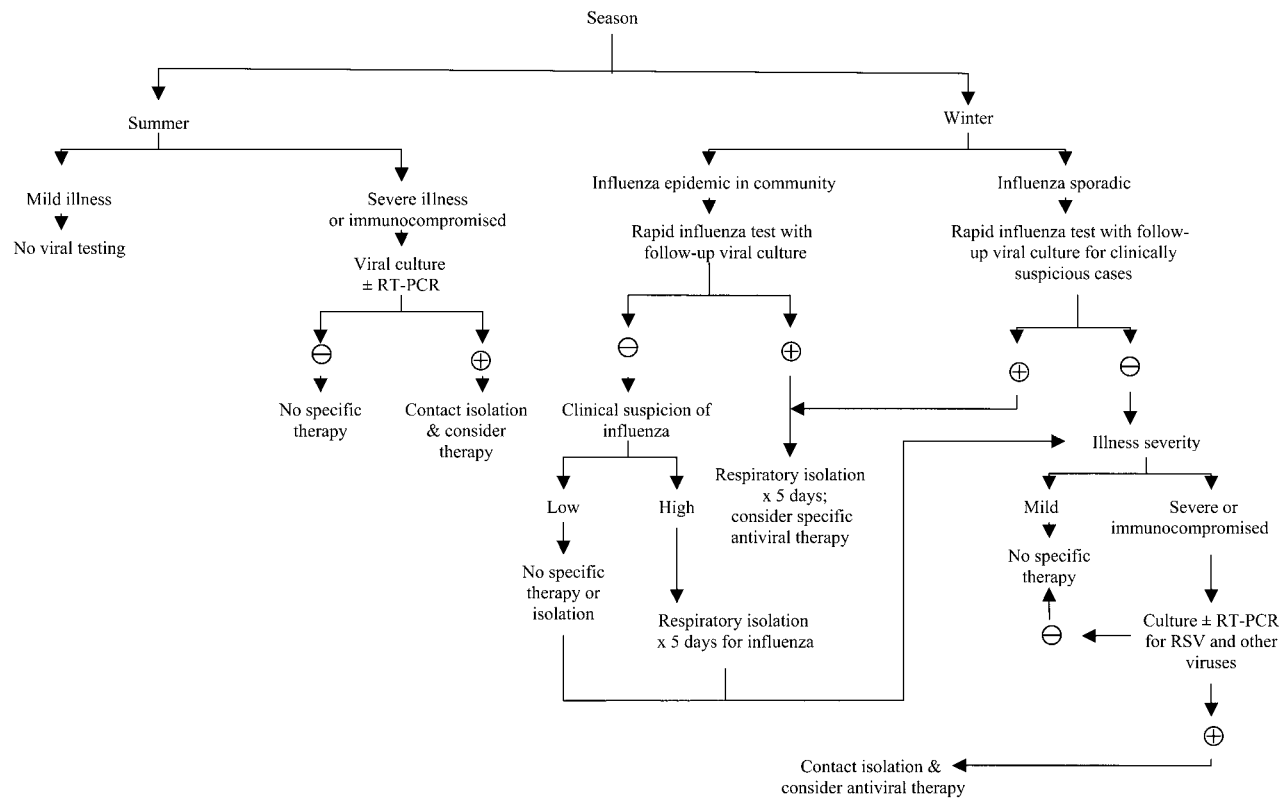 Season
Summer
Winter
Mild illness
No viral testing
Severe illness
or immunocompromised
Viral culture
± RT-PCR
−
+
No specific
therapy
Contact isolation
& consider
therapy
Influenza epidemic in community
Rapid influenza test with
follow-up viral culture
−
+
Clinical suspicion of
influenza
Low
High
No specific
therapy or
isolation
Respiratory isolation
x 5 days for influenza
Respiratory isolation
x 5 days;
consider specific
antiviral therapy
Influenza sporadic
Rapid influenza test with follow-
up viral culture for clinically
suspicious cases
+
−
Illness severity
Mild
No specific
therapy
Severe or
immunocompromised
Culture ± RT-PCR
for RSV and other
viruses
−
+
Contact isolation &
consider antiviral therapy